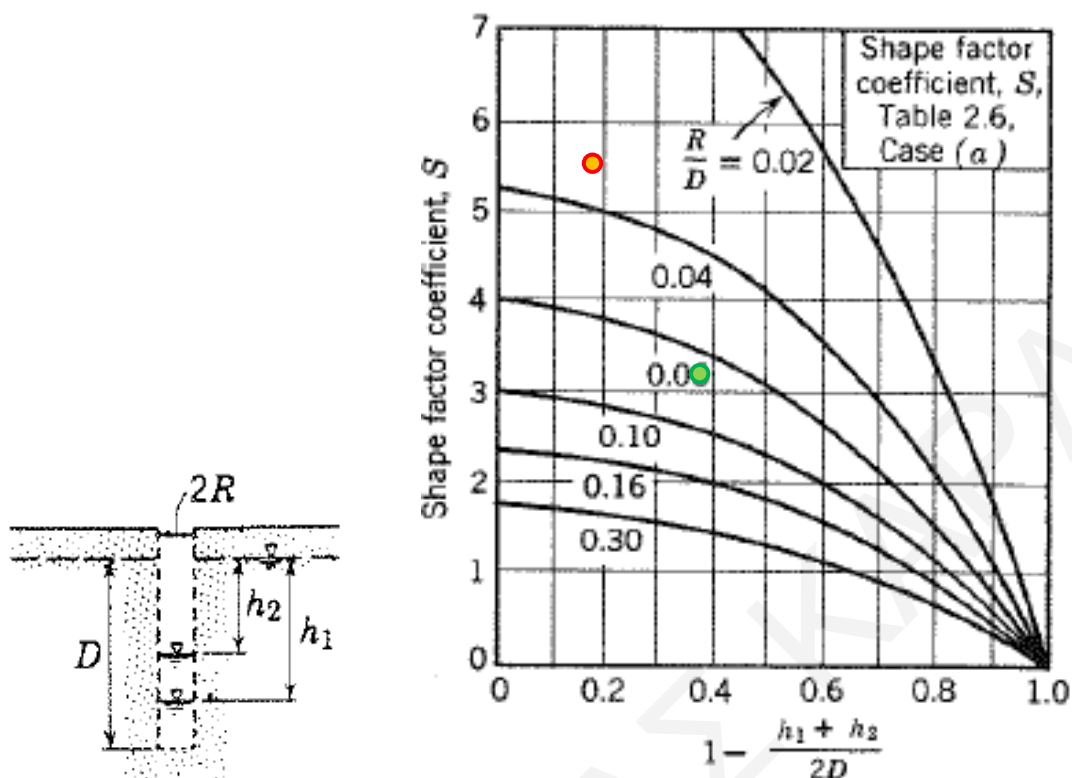 7
6
5
4
3
2
1
0
Shape factor coefficient, S
Shape factor
coefficient, S,
Table 2.6,
Case (a)
R
D = 0.02
0.04
0.0
0.10
0.16
0.30
0 0.2 0.4 0.6 0.8 1.0
1− h₁ + h₂
2D
2R
h₂
h₁
D